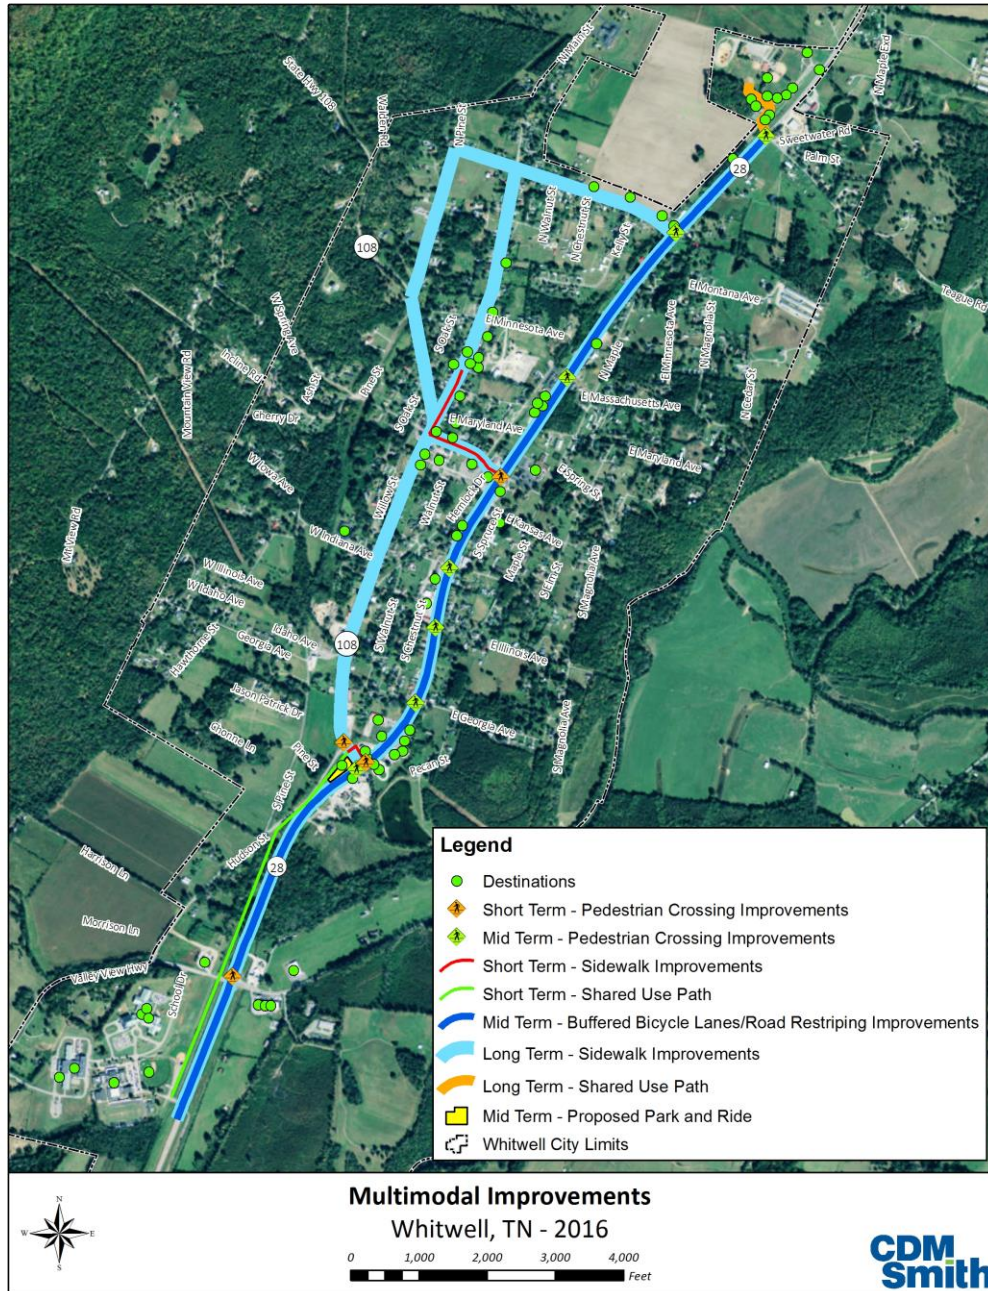 N Main St
N Maple Exd
State Hwy 108
Walden Rd
N Pine St
Sweetwater Rd
Palm St
28
N Walnut St
N Chestnut St
Kelly St
108
E Montana Ave
Teague Rd
W Spring Ave
S Oak St
E Minnesota Ave
E Minnesota Ave
N Magnolia St
N Maple
Mountain View Rd
Incline Rd
Ash St
Pine St
N Cedar St
Cherry Dr
S Oak St
E Massachusetts Ave
E Maryland Ave
E Maryland Ave
W Iowa Ave
Willow St
Walnut St
Hemlock Dr
E Spring St
Mt View Rd
W Indiana Ave
S Spruce St
E Kansas Ave
Maple St
W Illinois Ave
W Idaho Ave
S Elm St
S Magnolia Ave
Hawthorne St
Georgia Ave
Idaho Ave
108
S Walnut St
S Chestnut St
E Illinois Ave
Jason Patrick Dr
E Georgia Ave
S Magnolia Ave
Ghonne Ln
Pine St
Pecan St
S Pine St
Hudson St
28
Harrison Ln
Morrison Ln
Valley View Hwy
School Dr
Legend
Destinations
Short Term - Pedestrian Crossing Improvements
Mid Term - Pedestrian Crossing Improvements
Short Term - Sidewalk Improvements
Short Term - Shared Use Path
Mid Term - Buffered Bicycle Lanes/Road Restriping Improvements
Long Term - Sidewalk Improvements
Long Term - Shared Use Path
Mid Term - Proposed Park and Ride
Whitwell City Limits
N
W E
S
Multimodal Improvements
Whitwell, TN - 2016
0 1,000 2,000 3,000 4,000
Feet
CDM
Smith